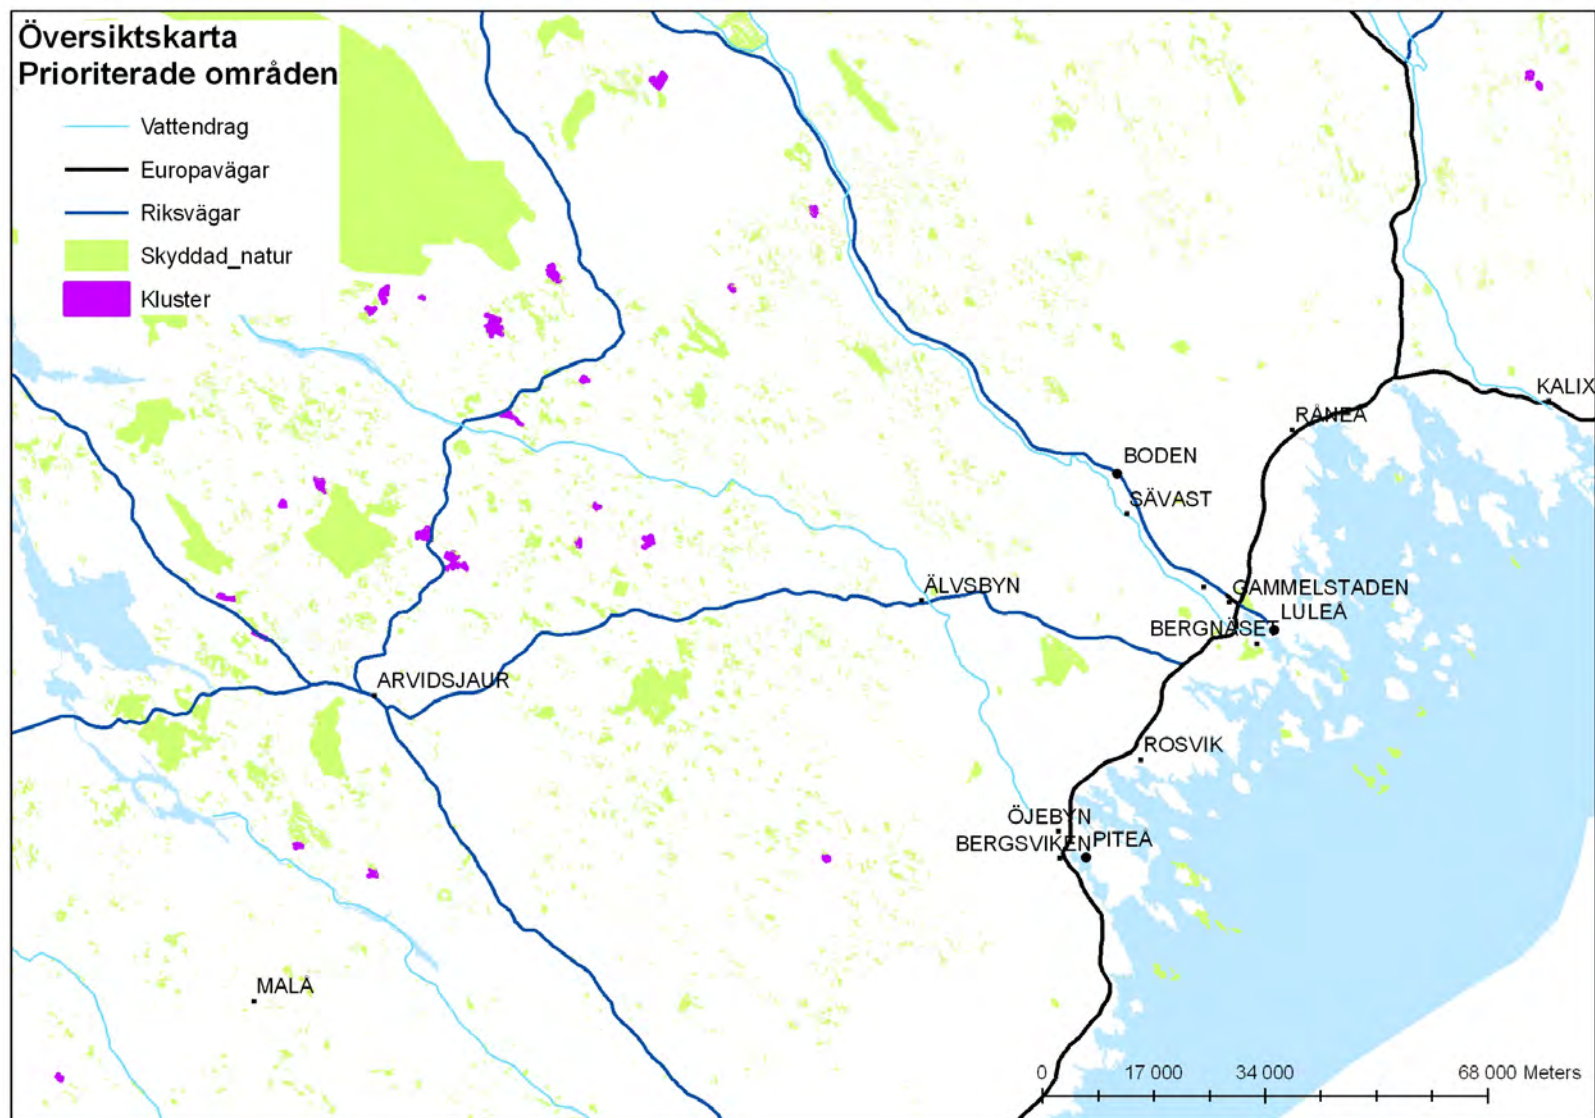 Översiktskarta
Prioriterade områden
Vattendrag
Europavägar
Riksvägar
Skyddad_natur
Kluster
KALIX
RÅNEÅ
BODEN
SÄVAST
ÄLVSBYN
GAMMELSTADEN
LULEÅ
BERGNÄSET
ARVIDSJAUR
ROSVIK
ÖJEBYN
BERGSVIKEN
PITEÅ
MALÅ
0 17 000 34 000 68 000 Meters